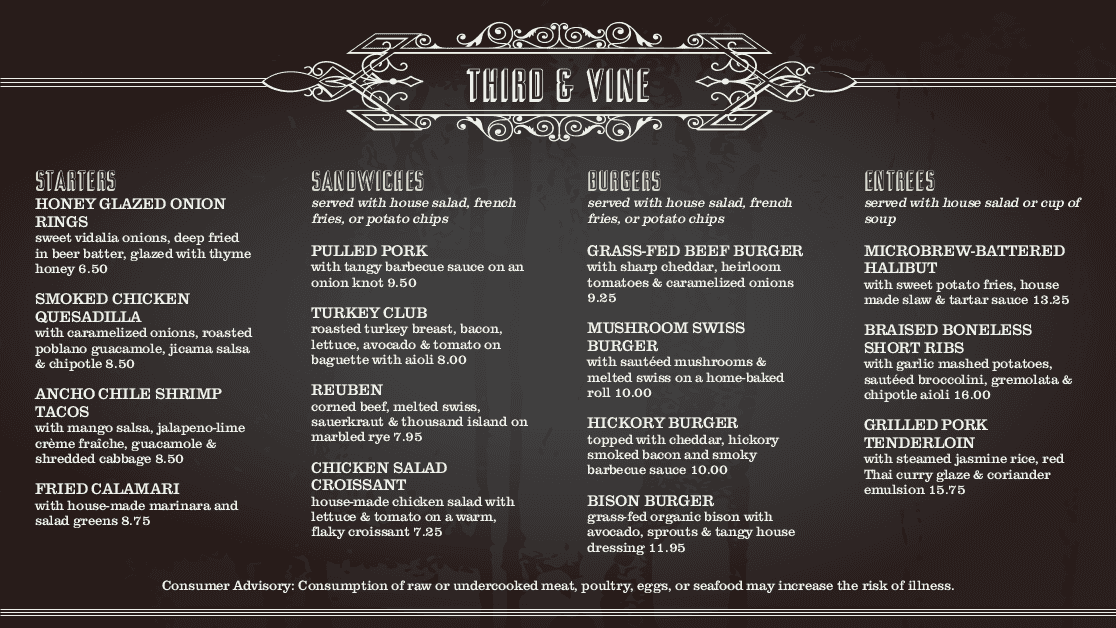 THIRD & VINE
STARTERS
HONEY GLAZED ONION
RINGS
sweet vidalia onions, deep fried
in beer batter, glazed with thyme
honey 6.50
SMOKED CHICKEN
QUESADILLA
with caramelized onions, roasted
poblano guacamole, jicama salsa
& chipotle 8.50
ANCHO CHILE SHRIMP
TACOS
with mango salsa, jalapeno-lime
crème fraîche, guacamole &
shredded cabbage 8.50
FRIED CALAMARI
with house-made marinara and
salad greens 8.75
SANDWICHES
served with house salad, french
fries, or potato chips
PULLED PORK
with tangy barbecue sauce on an
onion knot 9.50
TURKEY CLUB
roasted turkey breast, bacon,
lettuce, avocado & tomato on
baguette with aioli 8.00
REUBEN
corned beef, melted swiss,
sauerkraut & thousand island on
marbled rye 7.95
CHICKEN SALAD
CROISSANT
house-made chicken salad with
lettuce & tomato on a warm,
flaky croissant 7.25
BURGERS
served with house salad, french
fries, or potato chips
GRASS-FED BEEF BURGER
with sharp cheddar, heirloom
tomatoes & caramelized onions
9.25
MUSHROOM SWISS
BURGER
with sautéed mushrooms &
melted swiss on a home-baked
roll 10.00
HICKORY BURGER
topped with cheddar, hickory
smoked bacon and smoky
barbecue sauce 10.00
BISON BURGER
grass-fed organic bison with
avocado, sprouts & tangy house
dressing 11.95
ENTREES
served with house salad or cup of
soup
MICROBREW-BATTERED
HALIBUT
with sweet potato fries, house
made slaw & tartar sauce 13.25
BRAISED BONELESS
SHORT RIBS
with garlic mashed potatoes,
sautéed broccolini, gremolata &
chipotle aioli 16.00
GRILLED PORK
TENDERLOIN
with steamed jasmine rice, red
Thai curry glaze & coriander
emulsion 15.75
Consumer Advisory: Consumption of raw or undercooked meat, poultry, eggs, or seafood may increase the risk of illness.